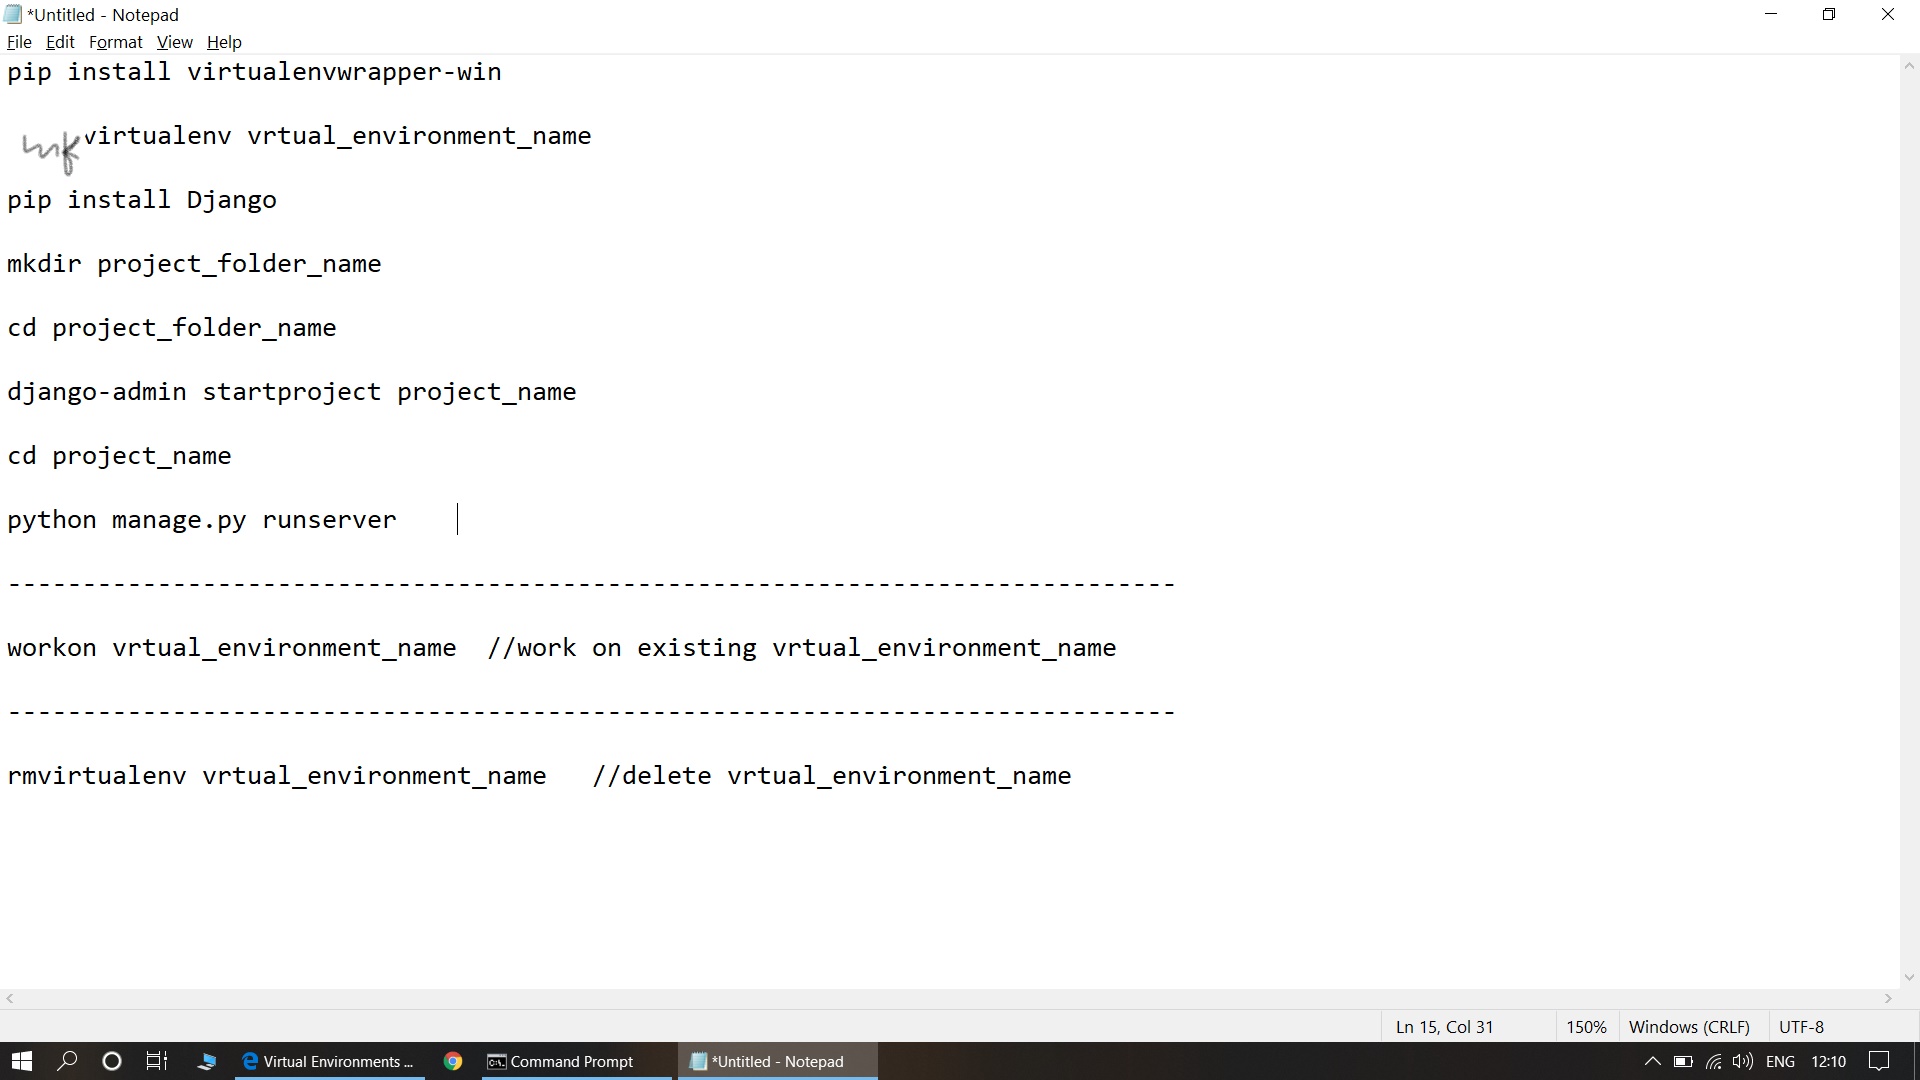 *Untitled - Notepad
File Edit Format View Help
pip install virtualenvwrapper-win
mkvirtualenv vrtual_environment_name
pip install Django
mkdir project_folder_name
cd project_folder_name
django-admin startproject project_name
cd project_name
python manage.py runserver
------------------------------------------------------------------------------
workon vrtual_environment_name //work on existing vrtual_environment_name
------------------------------------------------------------------------------
rmvirtualenv vrtual_environment_name //delete vrtual_environment_name
Ln 15, Col 31 150% Windows (CRLF) UTF-8
Virtual Environments ... Command Prompt *Untitled - Notepad ENG 12:10